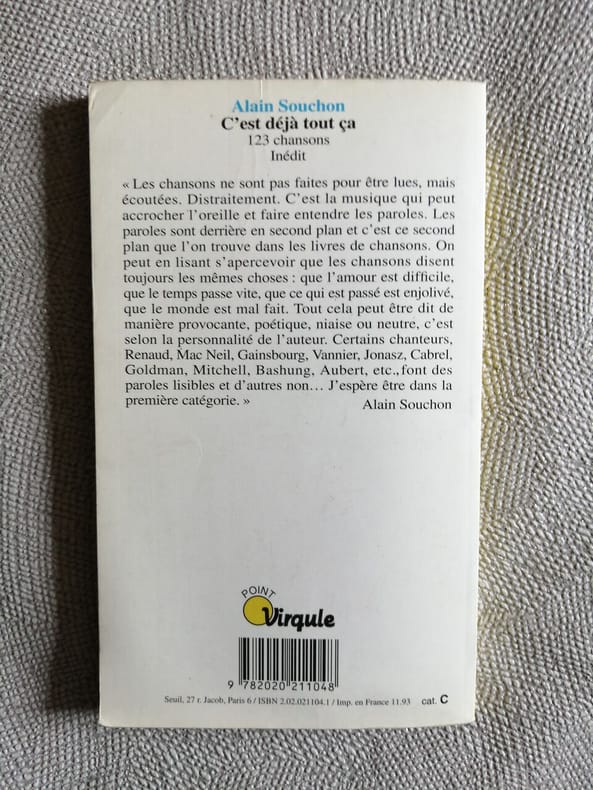 Alain Souchon
C'est déjà tout ça
123 chansons
Inédit
« Les chansons ne sont pas faites pour être lues, mais
écoutées. Distraitement. C'est la musique qui peut
accrocher l'oreille et faire entendre les paroles. Les
paroles sont derrière en second plan et c'est ce second
plan que l'on trouve dans les livres de chansons. On
peut en lisant s'apercevoir que les chansons disent
toujours les mêmes choses : que l'amour est difficile,
que le temps passe vite, que ce qui est passé est enjolivé,
que le monde est mal fait. Tout cela peut être dit de
manière provocante, poétique, niaise ou neutre, c'est
selon la personnalité de l'auteur. Certains chanteurs,
Renaud, Mac Neil, Gainsbourg, Vannier, Jonasz, Cabrel,
Goldman, Mitchell, Bashung, Aubert, etc., font des
paroles lisibles et d'autres non… J'espère être dans la
première catégorie. »
Alain Souchon
POINT
Virgule
9 782020 211048
Seuil, 27 r. Jacob, Paris 6 / ISBN 2.02.021104.1 / Imp. en France 11.93 cat. C